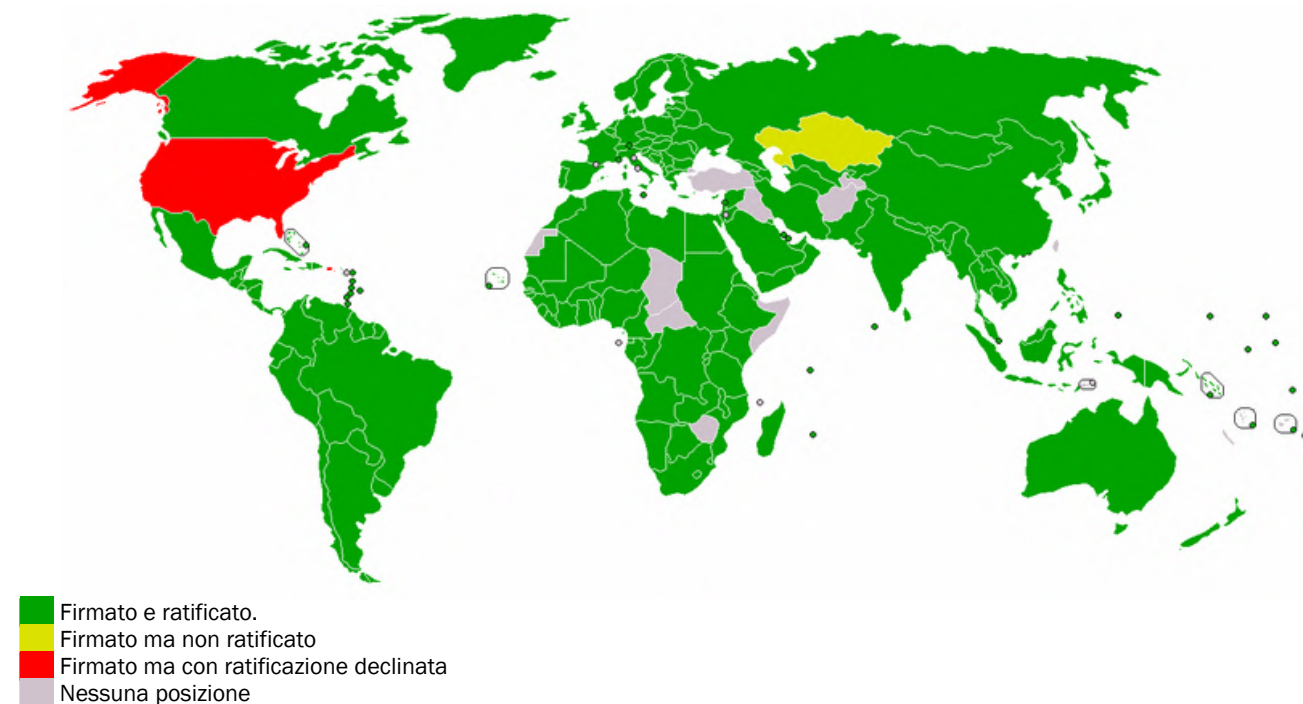 Firmato e ratificato.
Firmato ma non ratificato
Firmato ma con ratificazione declinata
Nessuna posizione